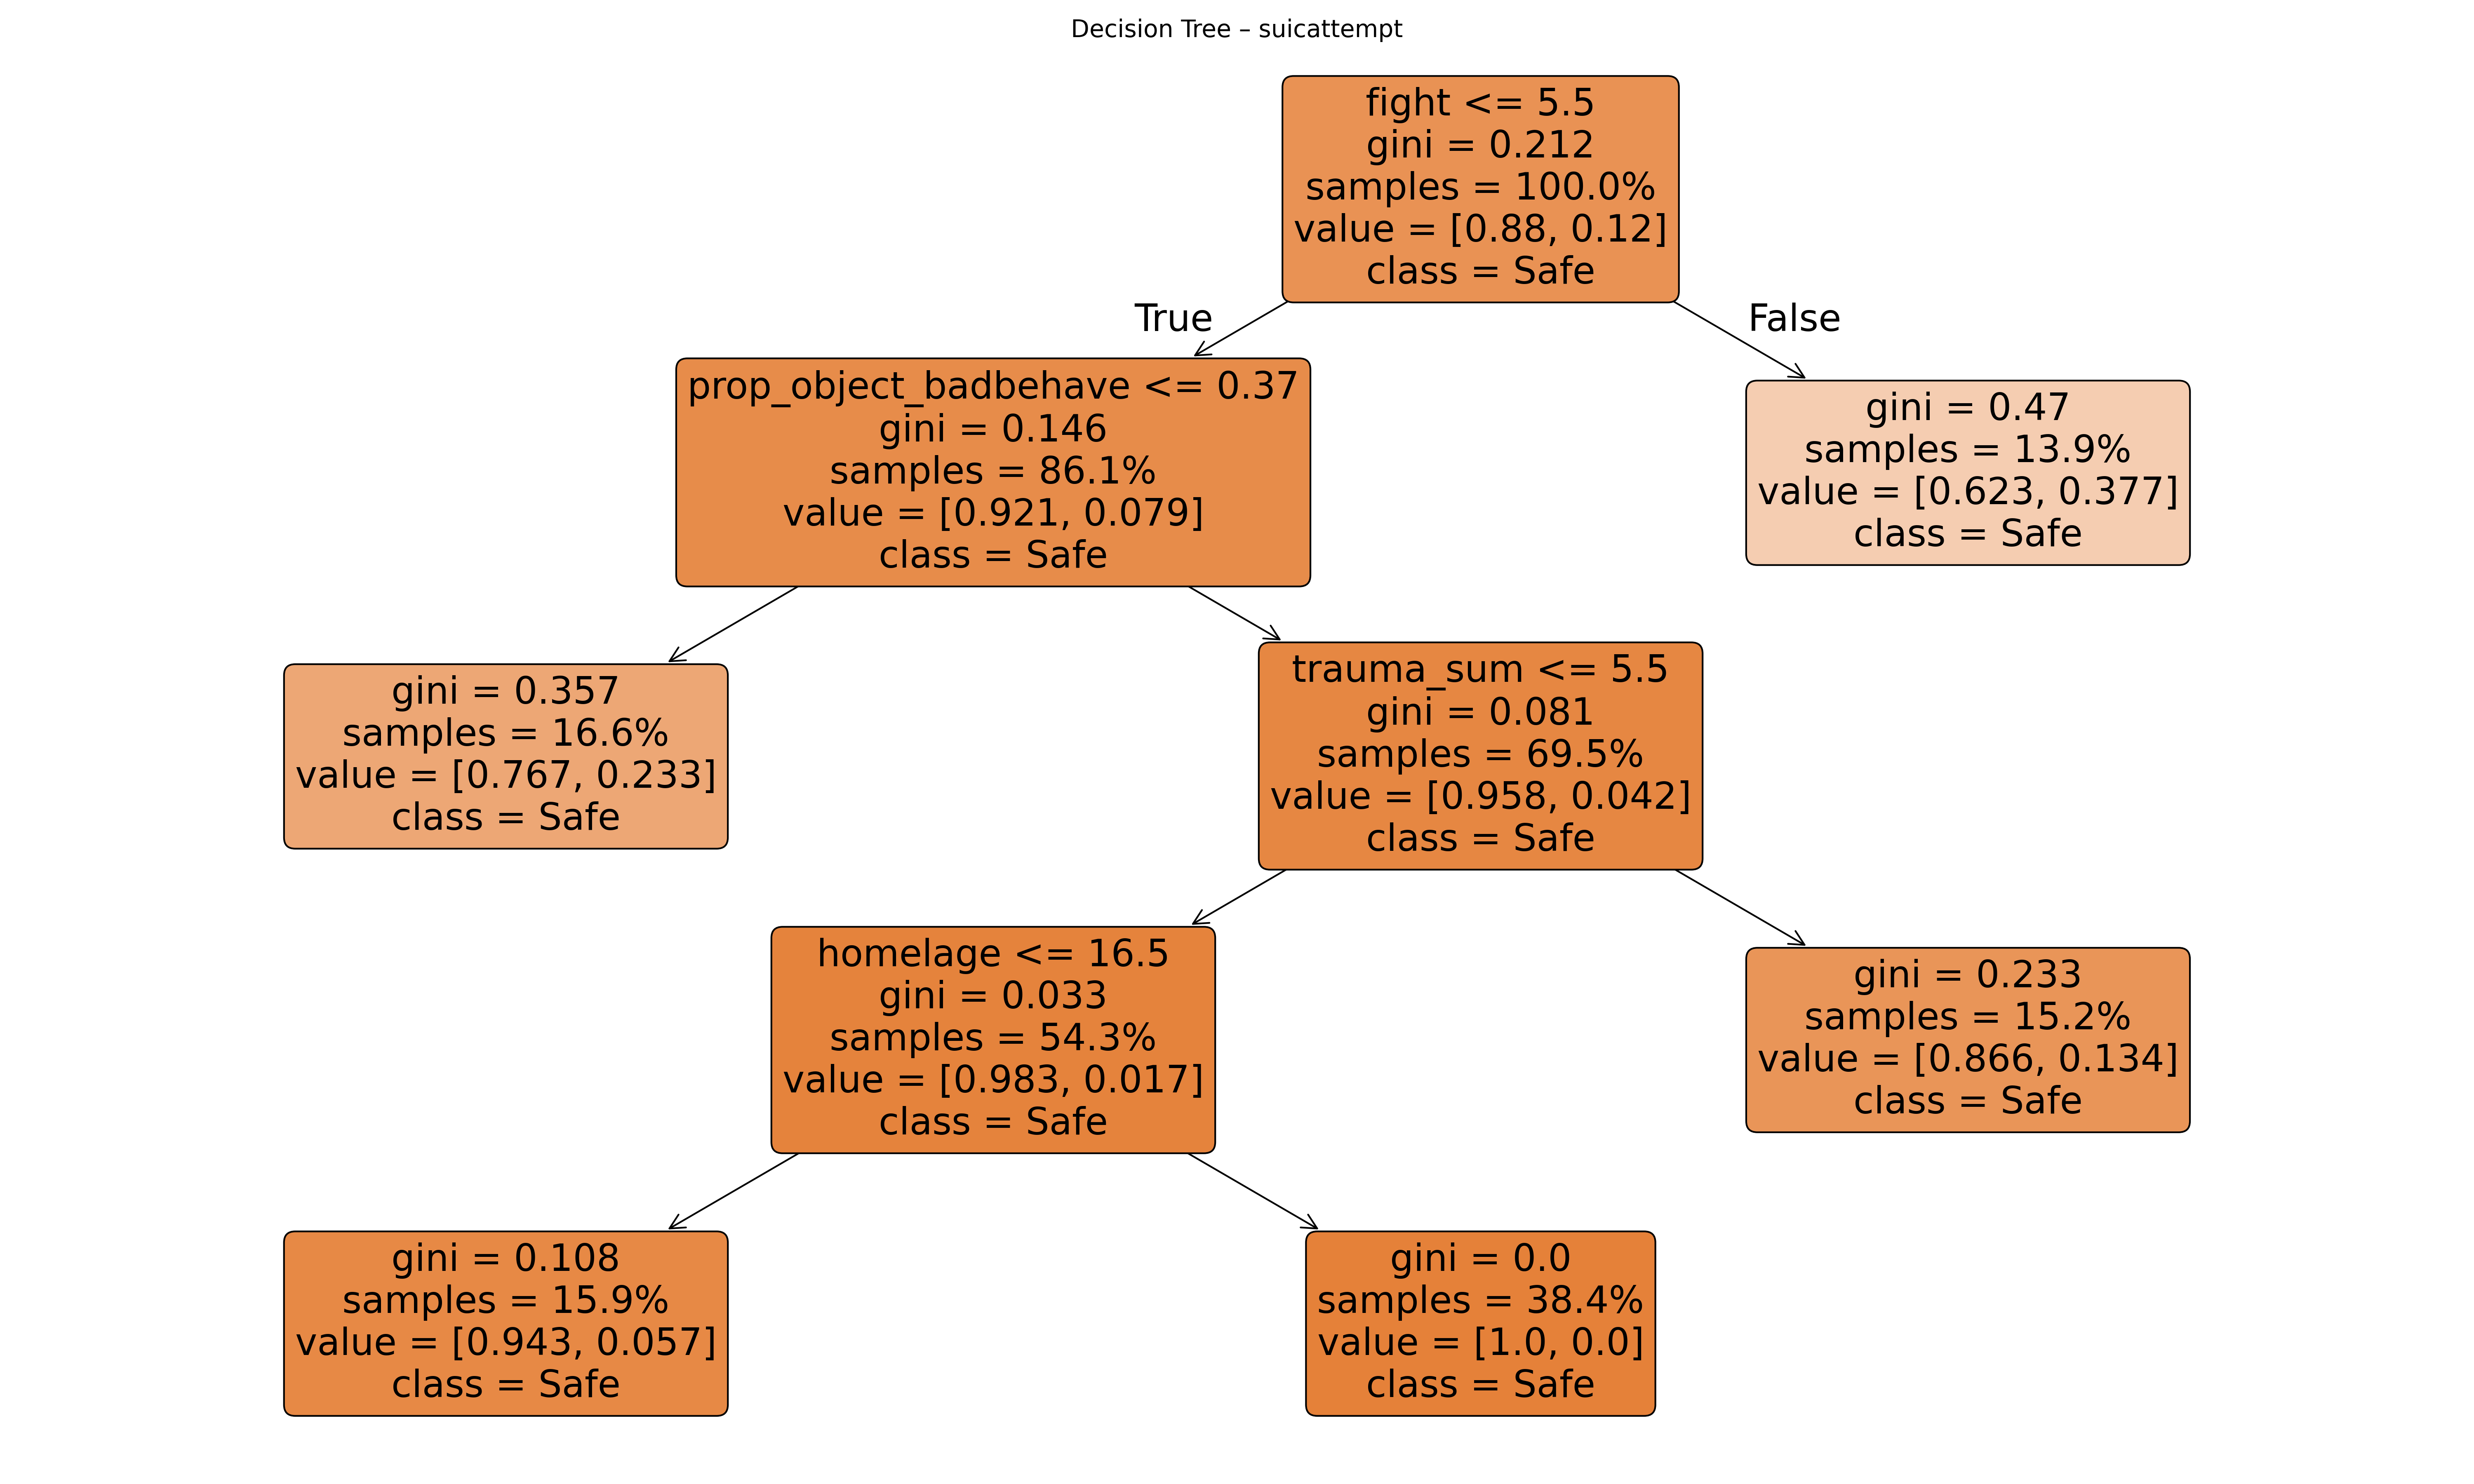 Decision Tree – suicattempt
fight <= 5.5
gini = 0.212
samples = 100.0%
value = [0.88, 0.12]
class = Safe
True
False
prop_object_badbehave <= 0.37
gini = 0.146
samples = 86.1%
value = [0.921, 0.079]
class = Safe
gini = 0.47
samples = 13.9%
value = [0.623, 0.377]
class = Safe
gini = 0.357
samples = 16.6%
value = [0.767, 0.233]
class = Safe
trauma_sum <= 5.5
gini = 0.081
samples = 69.5%
value = [0.958, 0.042]
class = Safe
homelage <= 16.5
gini = 0.033
samples = 54.3%
value = [0.983, 0.017]
class = Safe
gini = 0.233
samples = 15.2%
value = [0.866, 0.134]
class = Safe
gini = 0.108
samples = 15.9%
value = [0.943, 0.057]
class = Safe
gini = 0.0
samples = 38.4%
value = [1.0, 0.0]
class = Safe